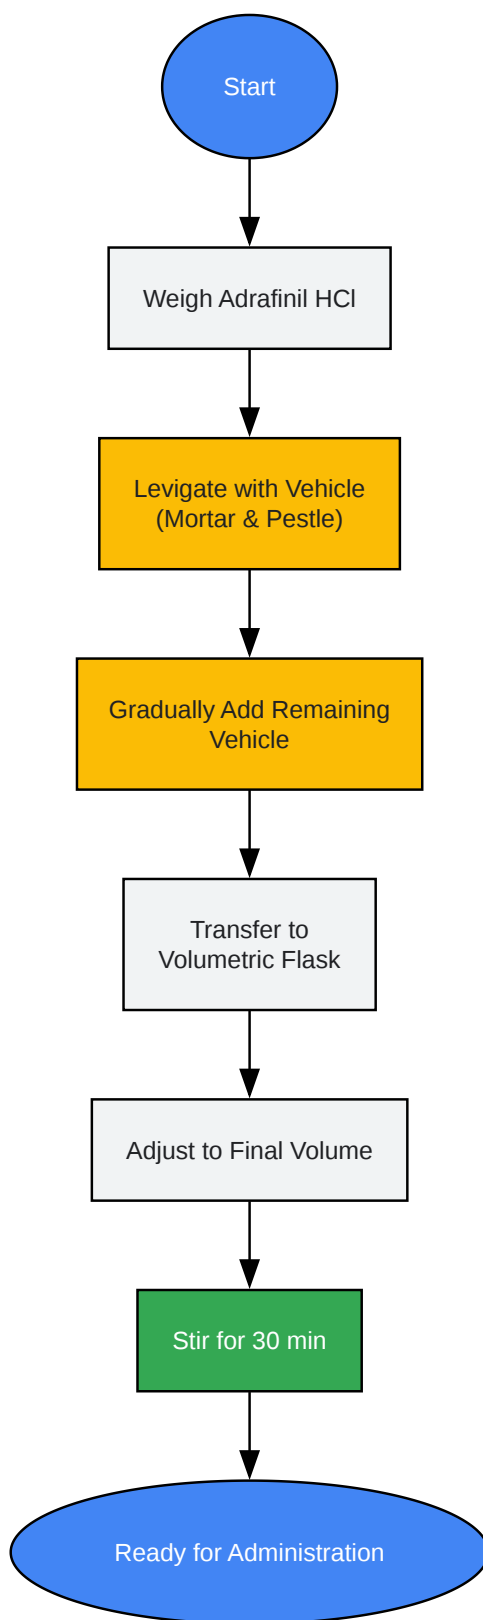 Start
Weigh Adrafinil HCl
Levigate with Vehicle
(Mortar & Pestle)
Gradually Add Remaining
Vehicle
Transfer to
Volumetric Flask
Adjust to Final Volume
Stir for 30 min
Ready for Administration